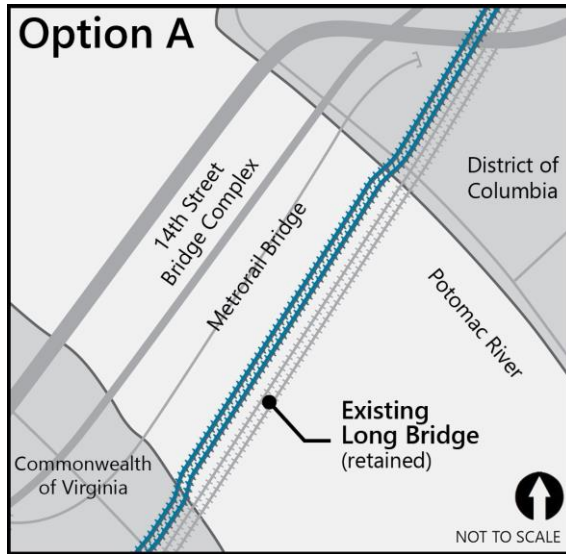 Option A
14th Street
Bridge Complex
Metrorail Bridge
District of
Columbia
Potomac River
Existing
Long Bridge
(retained)
Commonwealth
of Virginia
NOT TO SCALE